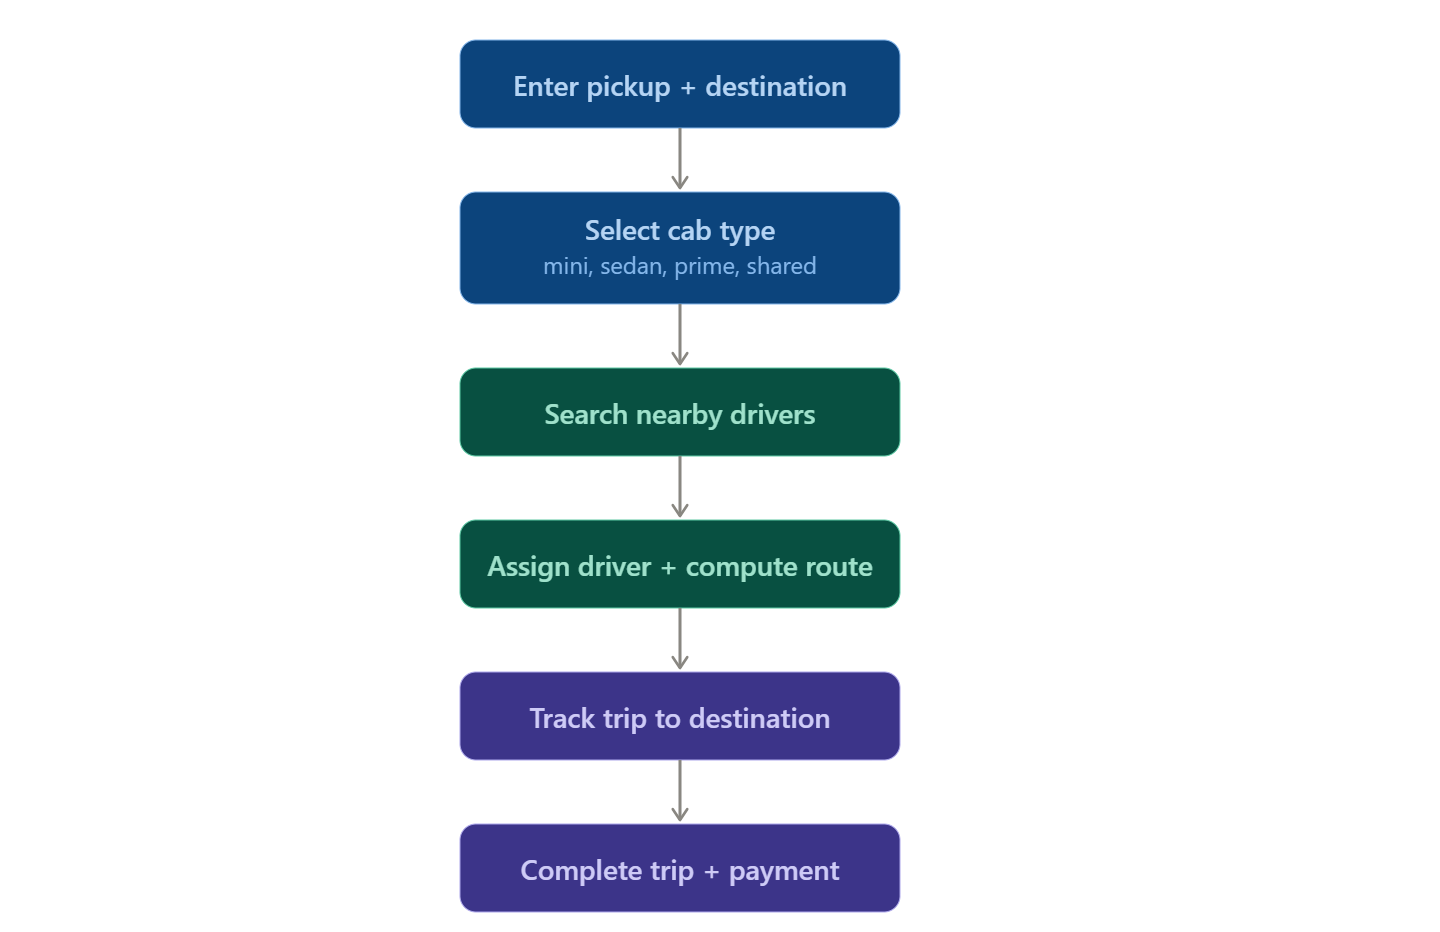 Enter pickup + destination
Select cab type
mini, sedan, prime, shared
Search nearby drivers
Assign driver + compute route
Track trip to destination
Complete trip + payment